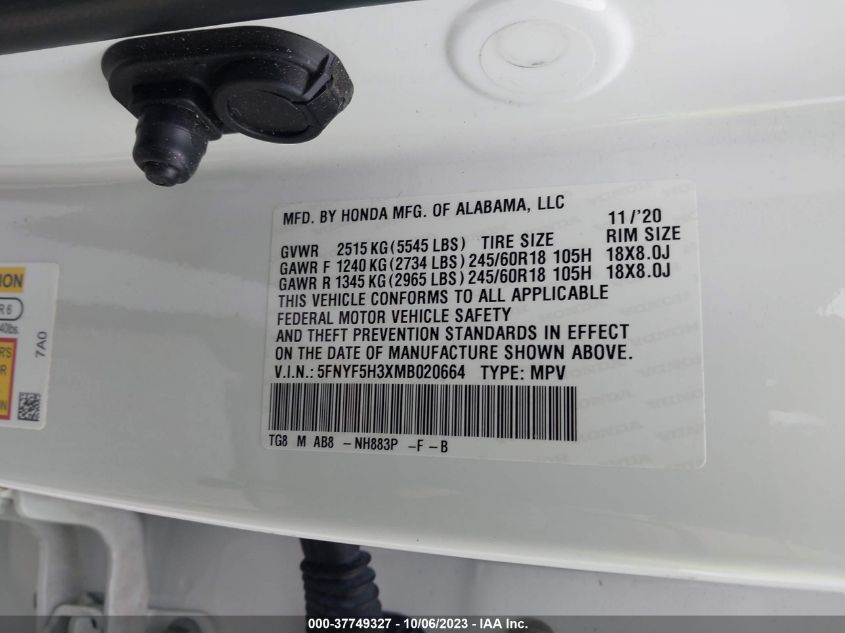 MFD. BY HONDA MFG. OF ALABAMA, LLC 11/'20
GVWR 2515 KG (5545 LBS) TIRE SIZE RIM SIZE
GAWR F 1240 KG (2734 LBS) 245/60R18 105H 18X8.0J
GAWR R 1345 KG (2965 LBS) 245/60R18 105H 18X8.0J
THIS VEHICLE CONFORMS TO ALL APPLICABLE
FEDERAL MOTOR VEHICLE SAFETY
AND THEFT PREVENTION STANDARDS IN EFFECT
ON THE DATE OF MANUFACTURE SHOWN ABOVE.
V.I.N.: 5FNYF5H3XMB020664 TYPE: MPV
TG8 M AB8 -NH883P -F-B
7A0
000-37749327 - 10/06/2023 - IAAI Inc.